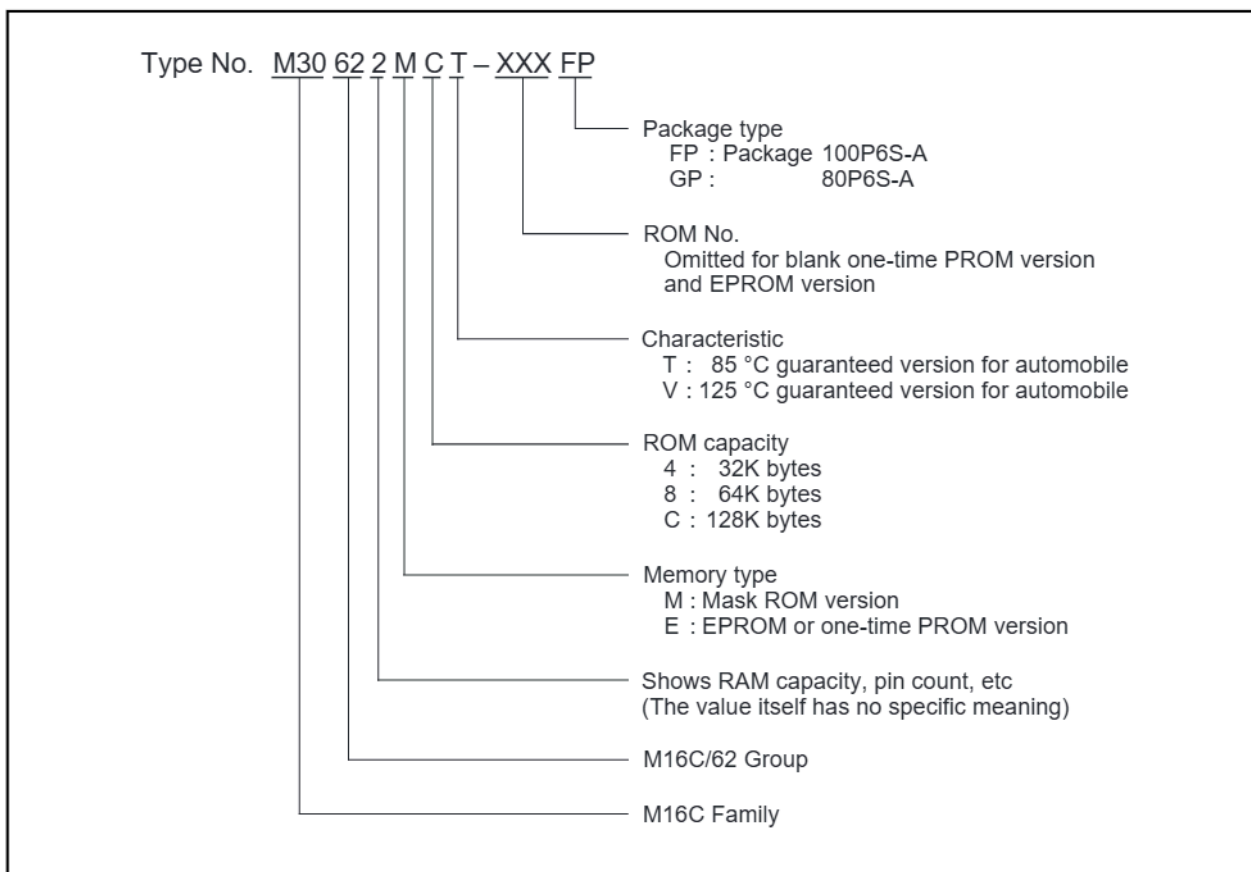 Type No. M30 62 2 M C T – XXX FP
Package type
FP : Package 100P6S-A
GP : 80P6S-A
ROM No.
Omitted for blank one-time PROM version
and EPROM version
Characteristic
T : 85 °C guaranteed version for automobile
V : 125 °C guaranteed version for automobile
ROM capacity
4 : 32K bytes
8 : 64K bytes
C : 128K bytes
Memory type
M : Mask ROM version
E : EPROM or one-time PROM version
Shows RAM capacity, pin count, etc
(The value itself has no specific meaning)
M16C/62 Group
M16C Family